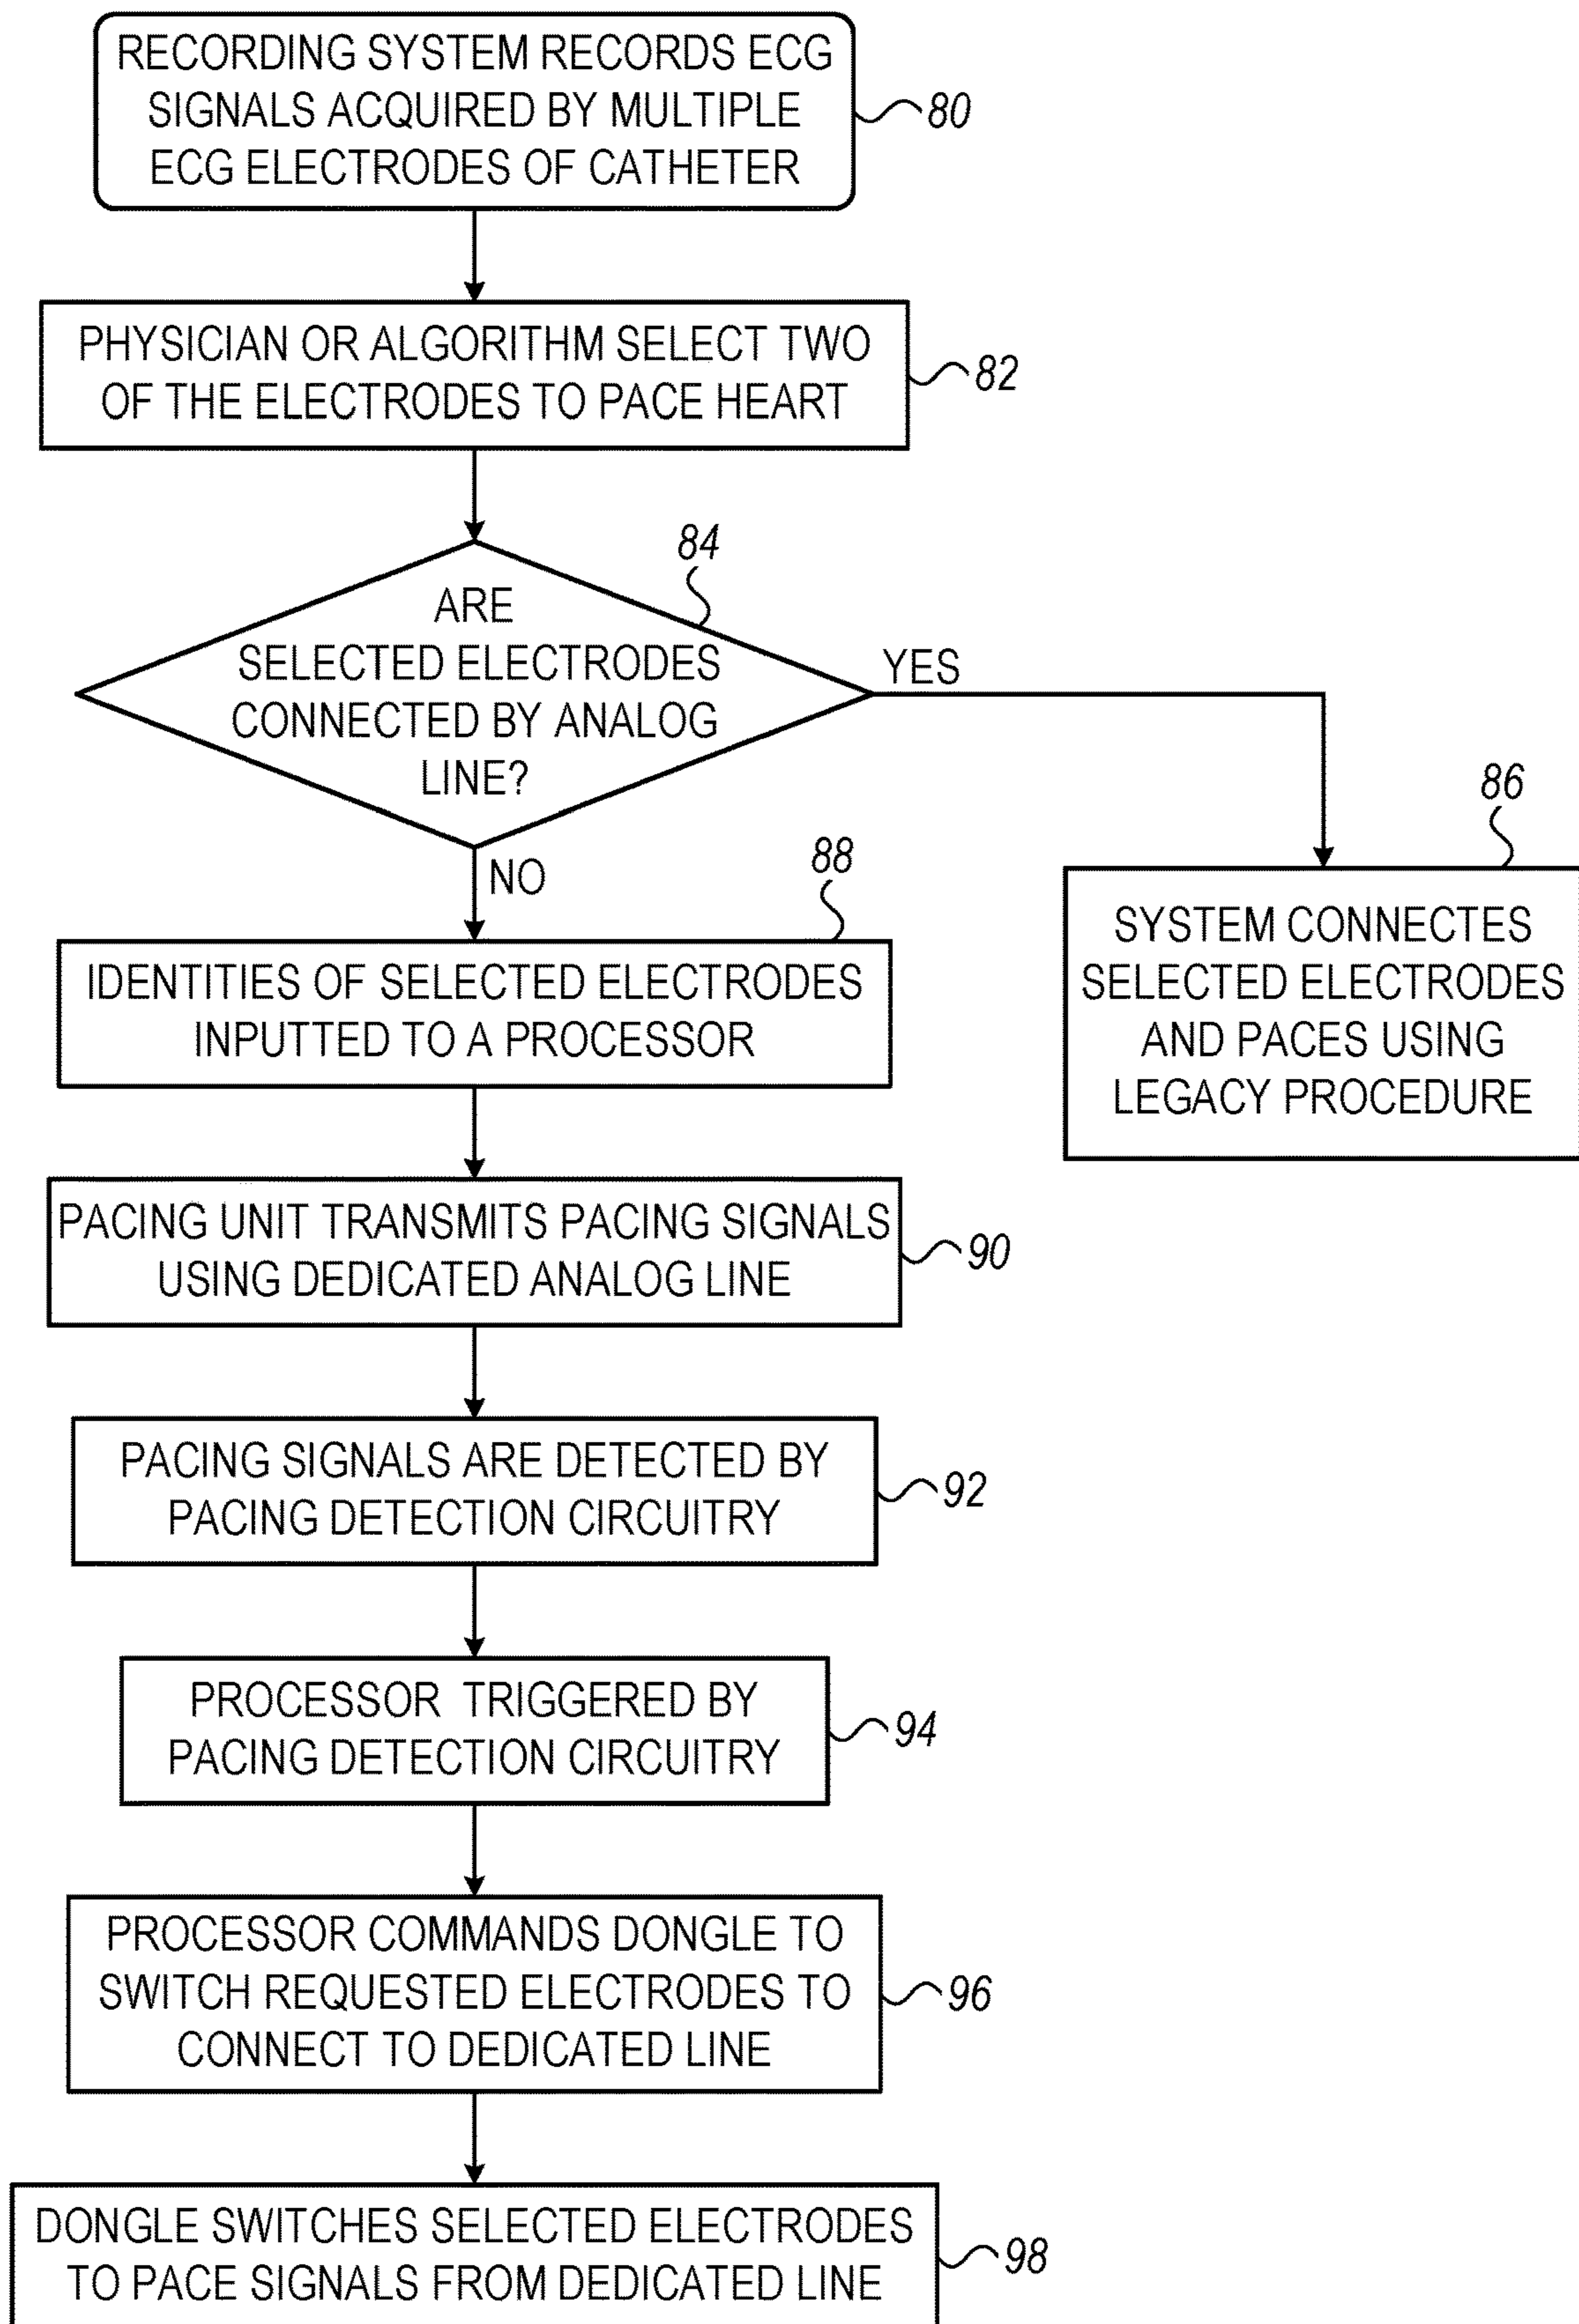 RECORDING SYSTEM RECORDS ECG
SIGNALS ACQUIRED BY MULTIPLE
ECG ELECTRODES OF CATHETER
80
PHYSICIAN OR ALGORITHM SELECT TWO
OF THE ELECTRODES TO PACE HEART
82
84
ARE
SELECTED ELECTRODES
CONNECTED BY ANALOG
LINE?
YES
NO
86
SYSTEM CONNECTES
SELECTED ELECTRODES
AND PACES USING
LEGACY PROCEDURE
88
IDENTITIES OF SELECTED ELECTRODES
INPUTTED TO A PROCESSOR
PACING UNIT TRANSMITS PACING SIGNALS
USING DEDICATED ANALOG LINE
90
PACING SIGNALS ARE DETECTED BY
PACING DETECTION CIRCUITRY
92
PROCESSOR TRIGGERED BY
PACING DETECTION CIRCUITRY
94
PROCESSOR COMMANDS DONGLE TO
SWITCH REQUESTED ELECTRODES TO
CONNECT TO DEDICATED LINE
96
DONGLE SWITCHES SELECTED ELECTRODES
TO PACE SIGNALS FROM DEDICATED LINE
98